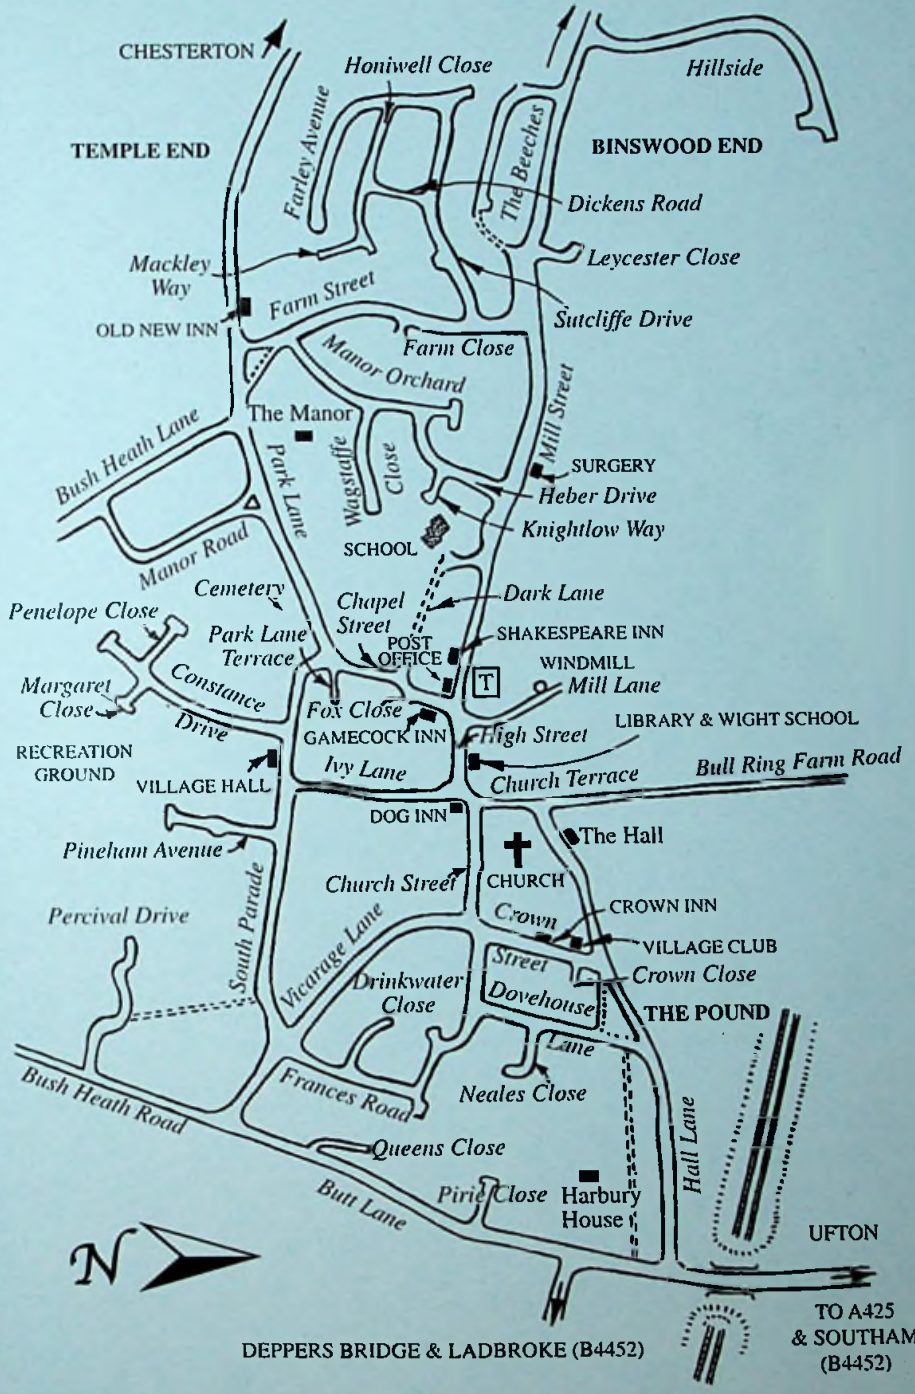 CHESTERTON
Honiwell Close
Hillside
TEMPLE END
Farley Avenue
The Beeches
BINSWOOD END
Dickens Road
Mackley
Way
Leycester Close
Farm Street
OLD NEW INN
Sutcliffe Drive
Farm Close
Manor Orchard
The Manor
Mill Street
Bush Heath Lane
Park Lane
Wagstaffe
Close
SURGERY
Heber Drive
Knightlow Way
SCHOOL
Manor Road
Cemetery
Dark Lane
Chapel
Street
Penelope Close
Park Lane
Terrace
POST
OFFICE
SHAKESPEARE INN
WINDMILL
T
Mill Lane
Margaret
Close
Constance
Drive
Fox Close
GAMECOCK INN
High Street
LIBRARY & WIGHT SCHOOL
RECREATION
GROUND
Ivy Lane
VILLAGE HALL
Church Terrace
Bull Ring Farm Road
DOG INN
The Hall
Pineham Avenue
Church Street
CHURCH
South Parade
Percival Drive
Vicarage Lane
Crown
Street
CROWN INN
VILLAGE CLUB
Crown Close
Drinkwater
Close
Dovehouse
Lane
THE POUND
Bush Heath Road
Frances Road
Neales Close
Queens Close
Hall Lane
Butt Lane
Pirie Close
Harbury
House
N
UFTON
TO A425
& SOUTHAM
(B4452)
DEPPERS BRIDGE & LADBROKE (B4452)